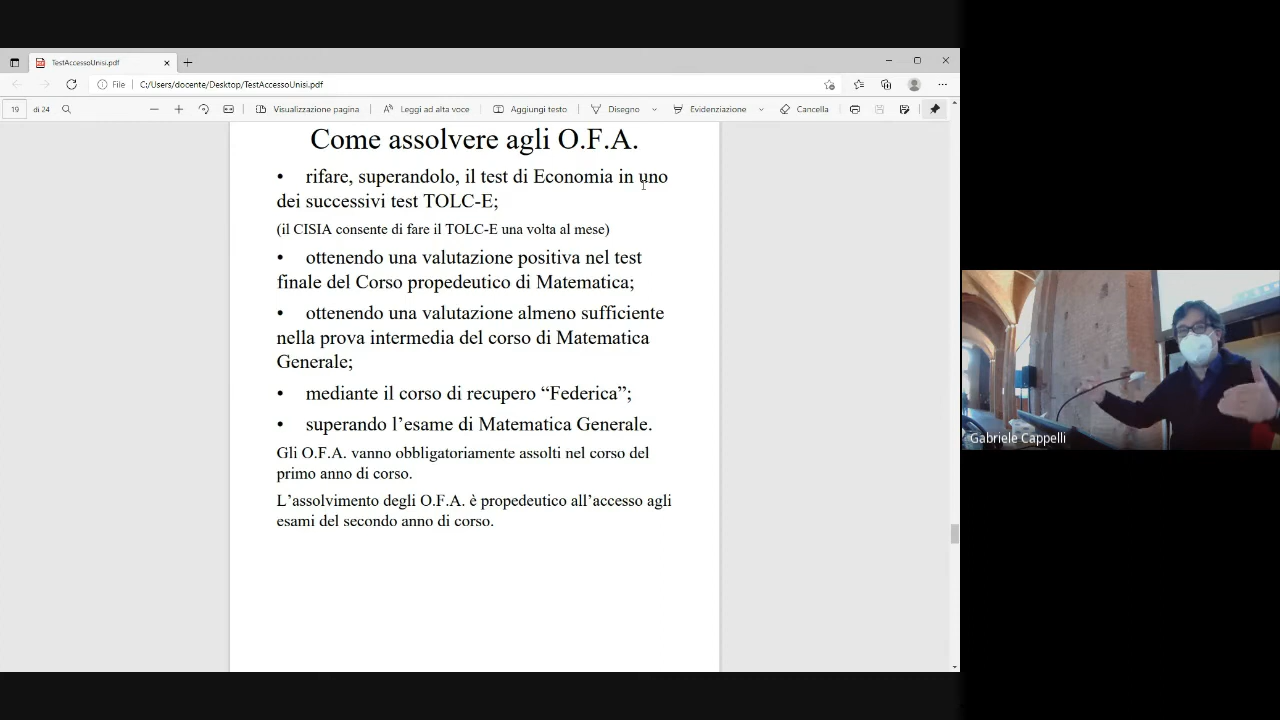 TestAccessoUnisi.pdf
File
C:/Users/docente/Desktop/TestAccessoUnisi.pdf
19 di 24
Visualizzazione pagina
Leggi ad alta voce
Aggiungi testo
Disegno
Evidenziazione
Cancella
Come assolvere agli O.F.A.
• rifare, superandolo, il test di Economia in uno
dei successivi test TOLC-E;
(il CISIA consente di fare il TOLC-E una volta al mese)
• ottenendo una valutazione positiva nel test
finale del Corso propedeutico di Matematica;
• ottenendo una valutazione almeno sufficiente
nella prova intermedia del corso di Matematica
Generale;
• mediante il corso di recupero “Federica”;
• superando l’esame di Matematica Generale.
Gli O.F.A. vanno obbligatoriamente assolti nel corso del
primo anno di corso.
L’assolvimento degli O.F.A. è propedeutico all’accesso agli
esami del secondo anno di corso.
Gabriele Cappelli